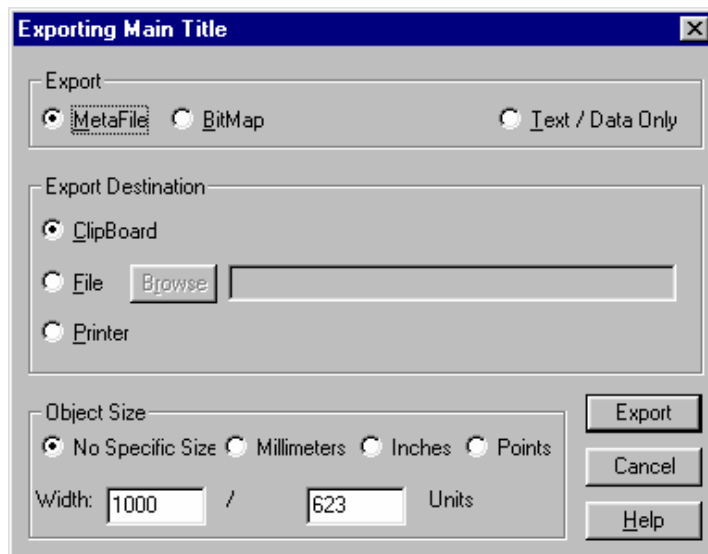 Exporting Main Title
Export
MetaFile BitMap Text / Data Only
Export Destination
ClipBoard
File Browse
Printer
Object Size
No Specific Size Millimeters Inches Points
Width: 1000 / 623 Units
Export
Cancel
Help